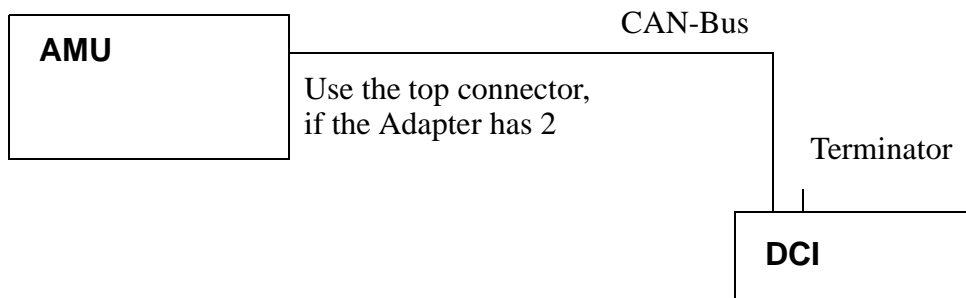 CAN-Bus
AMU
Use the top connector,
if the Adapter has 2
Terminator
DCI